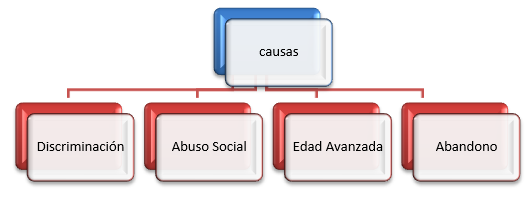 causas
Discriminación
Abuso Social
Edad Avanzada
Abandono